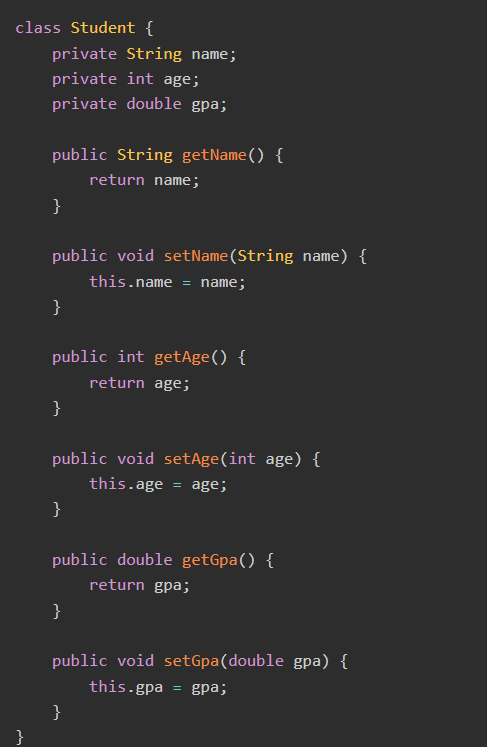 class Student {
    private String name;
    private int age;
    private double gpa;

    public String getName() {
        return name;
    }

    public void setName(String name) {
        this.name = name;
    }

    public int getAge() {
        return age;
    }

    public void setAge(int age) {
        this.age = age;
    }

    public double getGpa() {
        return gpa;
    }

    public void setGpa(double gpa) {
        this.gpa = gpa;
    }
}